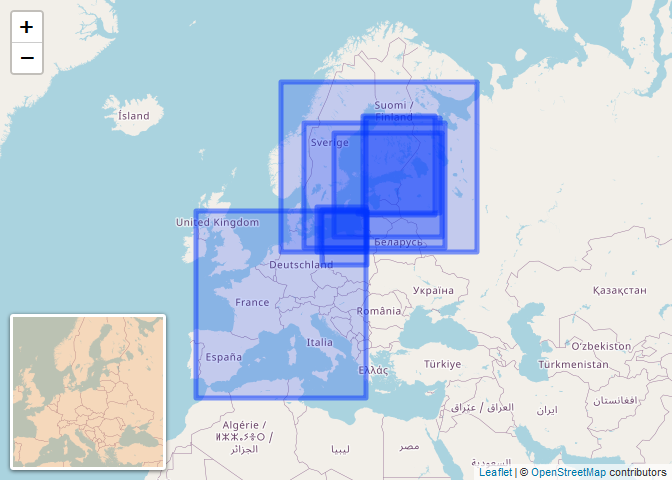 +
−
Suomi /
Finland
Ísland
Sverige
United Kingdom
Беларусь
Deutschland
Україна
Қазақстан
France
România
Italia
O'zbekiston
España
Ελλάς
Türkiye
Türkmenistan
افغانستان
ایران
العراق / عێراق
Algérie /
ⵍⵣⵣⴰⵢⴻⵔ /
الجزائر
ليبيا
مصر
السعودية
Leaflet | © OpenStreetMap contributors